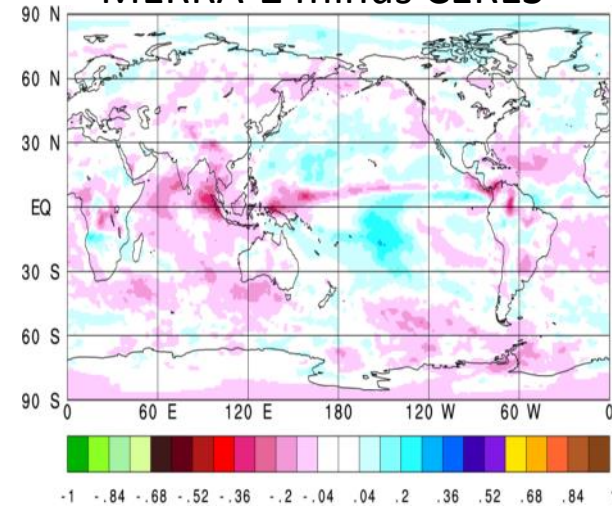 MERRA-2 minus CERES
90 N
60 N
30 N
EQ
30 S
60 S
90 S
0 60 E 120 E 180 120 W 60 W 0
-1 -.84 -.68 -.52 -.36 -.2 -.04 .04 .2 .36 .52 .68 .84